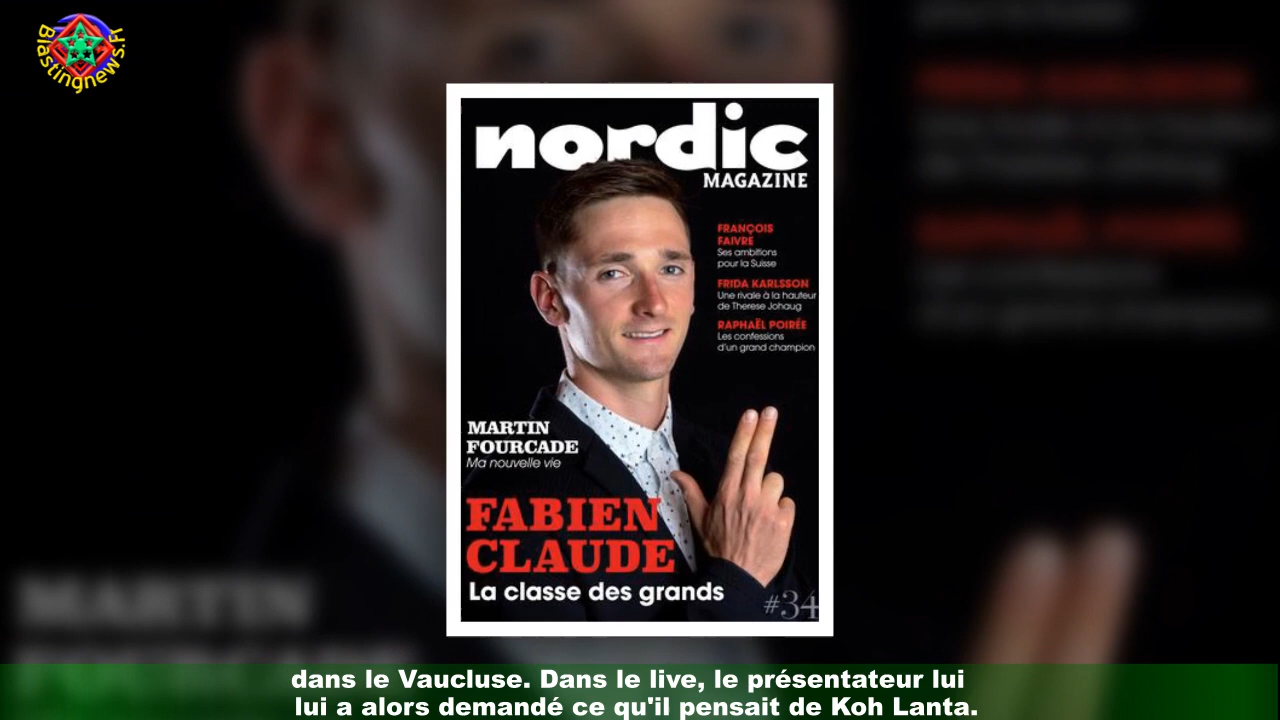 Blastingnews.Fr
nordic
MAGAZINE
FRANÇOIS
FAIVRE
Ses ambitions
pour la Suisse
FRIDA KARLSSON
Une rivale à la hauteur
de Therese Johaug
RAPHAËL POIRÉE
Les confessions
d'un grand champion
MARTIN
FOURCADE
Ma nouvelle vie
FABIEN
CLAUDE
La classe des grands
#34
MARTIN
dans le Vaucluse. Dans le live, le présentateur lui
lui a alors demandé ce qu'il pensait de Koh Lanta.